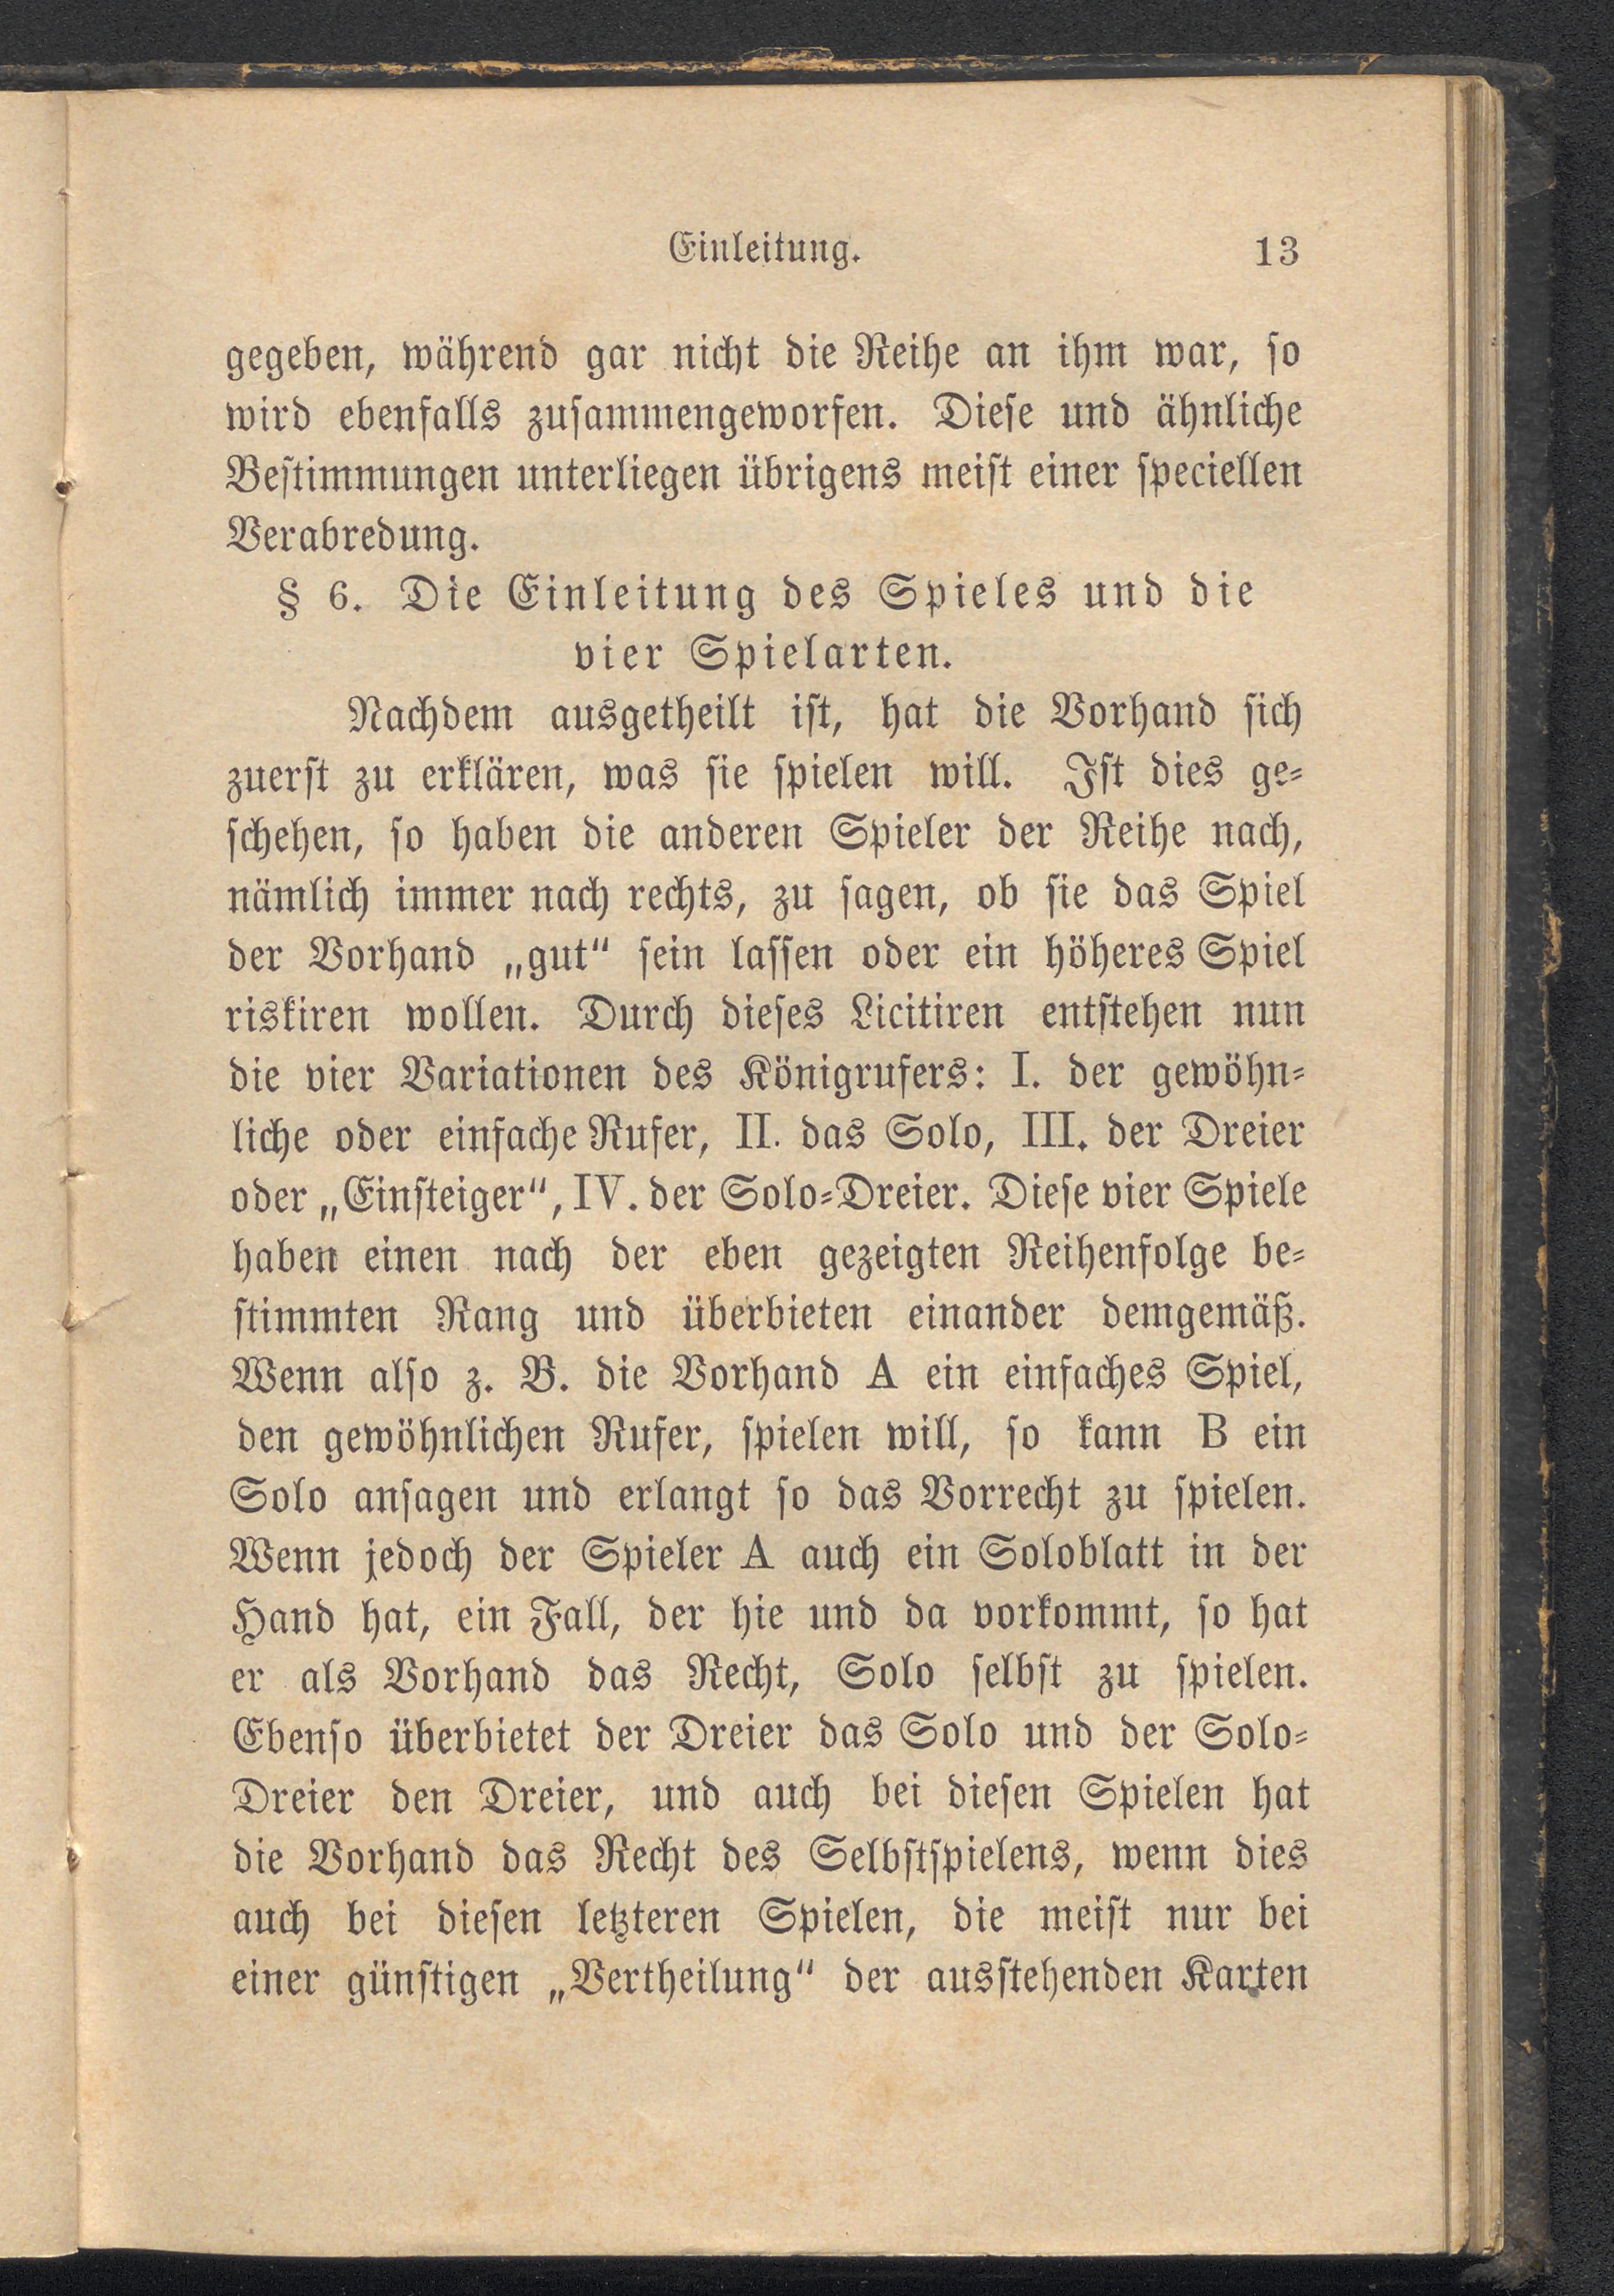 Einleitung. 13
gegeben, während gar nicht die Reihe an ihm war, so
wird ebenfalls zusammengeworfen. Diese und ähnliche
Bestimmungen unterliegen übrigens meist einer speciellen
Verabredung.
§ 6. Die Einleitung des Spieles und die
vier Spielarten.
Nachdem ausgetheilt ist, hat die Vorhand sich
zuerst zu erklären, was sie spielen will. Ist dies ge-
schehen, so haben die anderen Spieler der Reihe nach,
nämlich immer nach rechts, zu sagen, ob sie das Spiel
der Vorhand „gut“ sein lassen oder ein höheres Spiel
riskiren wollen. Durch dieses Licitiren entstehen nun
die vier Variationen des Königrufers: I. der gewöhn-
liche oder einfache Rufer, II. das Solo, III. der Dreier
oder „Einsteiger“, IV. der Solo-Dreier. Diese vier Spiele
haben einen nach der eben gezeigten Reihenfolge be-
stimmten Rang und überbieten einander demgemäß.
Wenn also z. B. die Vorhand A ein einfaches Spiel,
den gewöhnlichen Rufer, spielen will, so kann B ein
Solo ansagen und erlangt so das Vorrecht zu spielen.
Wenn jedoch der Spieler A auch ein Soloblatt in der
Hand hat, ein Fall, der hie und da vorkommt, so hat
er als Vorhand das Recht, Solo selbst zu spielen.
Ebenso überbietet der Dreier das Solo und der Solo-
Dreier den Dreier, und auch bei diesen Spielen hat
die Vorhand das Recht des Selbstspielens, wenn dies
auch bei diesen letzteren Spielen, die meist nur bei
einer günstigen „Vertheilung“ der ausstehenden Karten